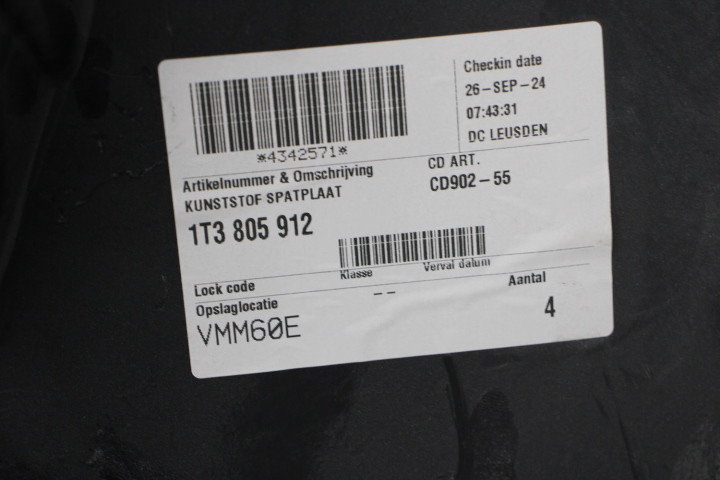 Checkin date
26-SEP-24
07:43:31
DC LEUSDEN
*4342571*
Artikelnummer & Omschrijving
CD ART.
KUNSTSTOF SPATPLAAT
CD902-55
1T3 805 912
Klasse
Verval datum
Lock code
--
Aantal
Opslaglocatie
4
VMM60E